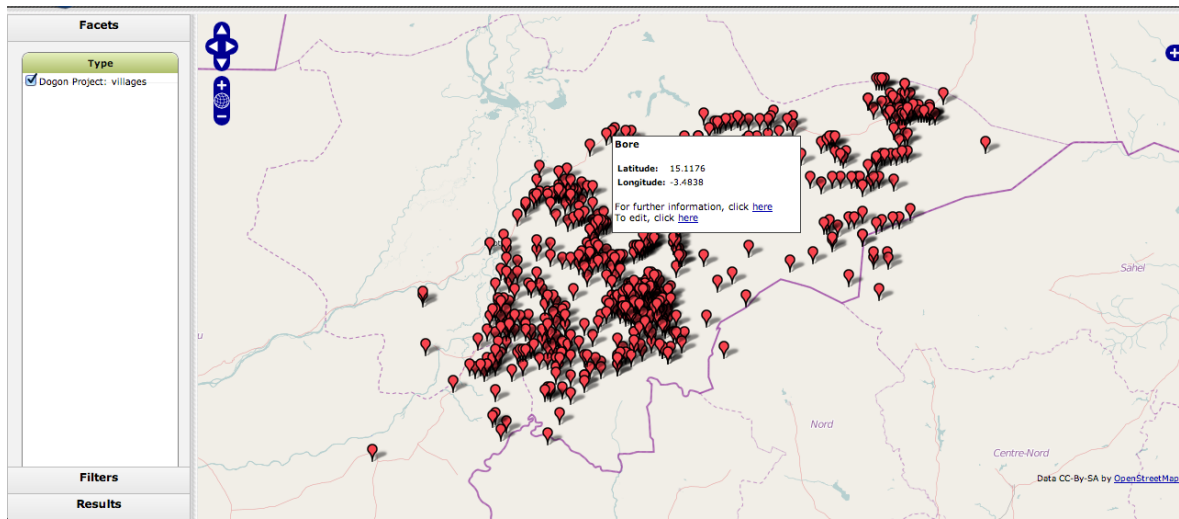 Facets
Type
Dogon Project: villages
Filters
Results
Bore
Latitude: 15.1176
Longitude: -3.4838
For further information, click here
To edit, click here
Sahel
Nord
Centre-Nord
Data CC-By-SA by OpenStreetMap